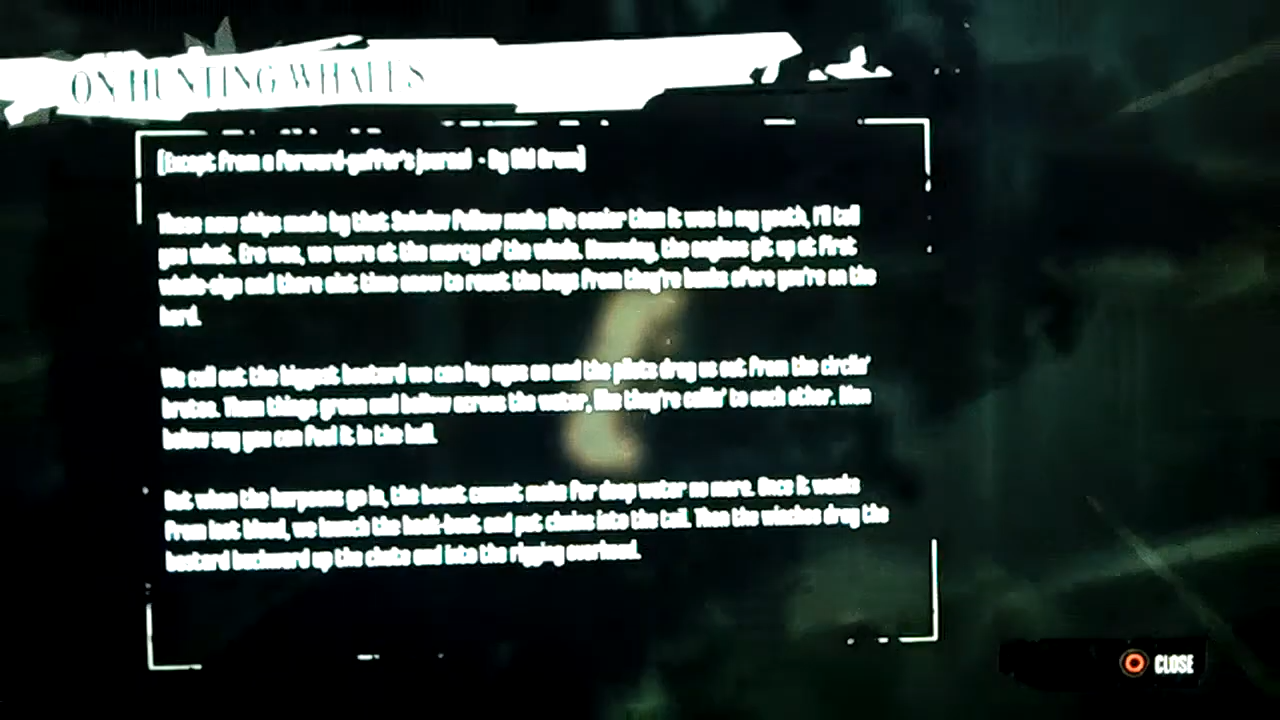 ON HUNTING WHALES
[Except from a forward-gaffer's journal - By Old Orum]
These new ships made by that Sokolov fellow make life easier than it was in my youth, I'll tell
you what. Ere was, we were at the mercy of the whale. Nowaday, the engines git up at first
whale-sign and there aint time enow to roust the boys from they're bunks afore you're on the
herd.
We call out the biggest bastard we can lay eyes on and the pilots drag us out from the circlin'
brutes. Them things groan and bellow across the water, like they're callin' to each other. Men
below say you can feel it in the hull.
But when the harpoons go in, the beast cannot make for deep water no more. Once it weaks
from lost blood, we launch the hook-boat and put chains into the tail. Then the winches drag the
bastard backward up the chute and into the rigging overhead.
CLOSE